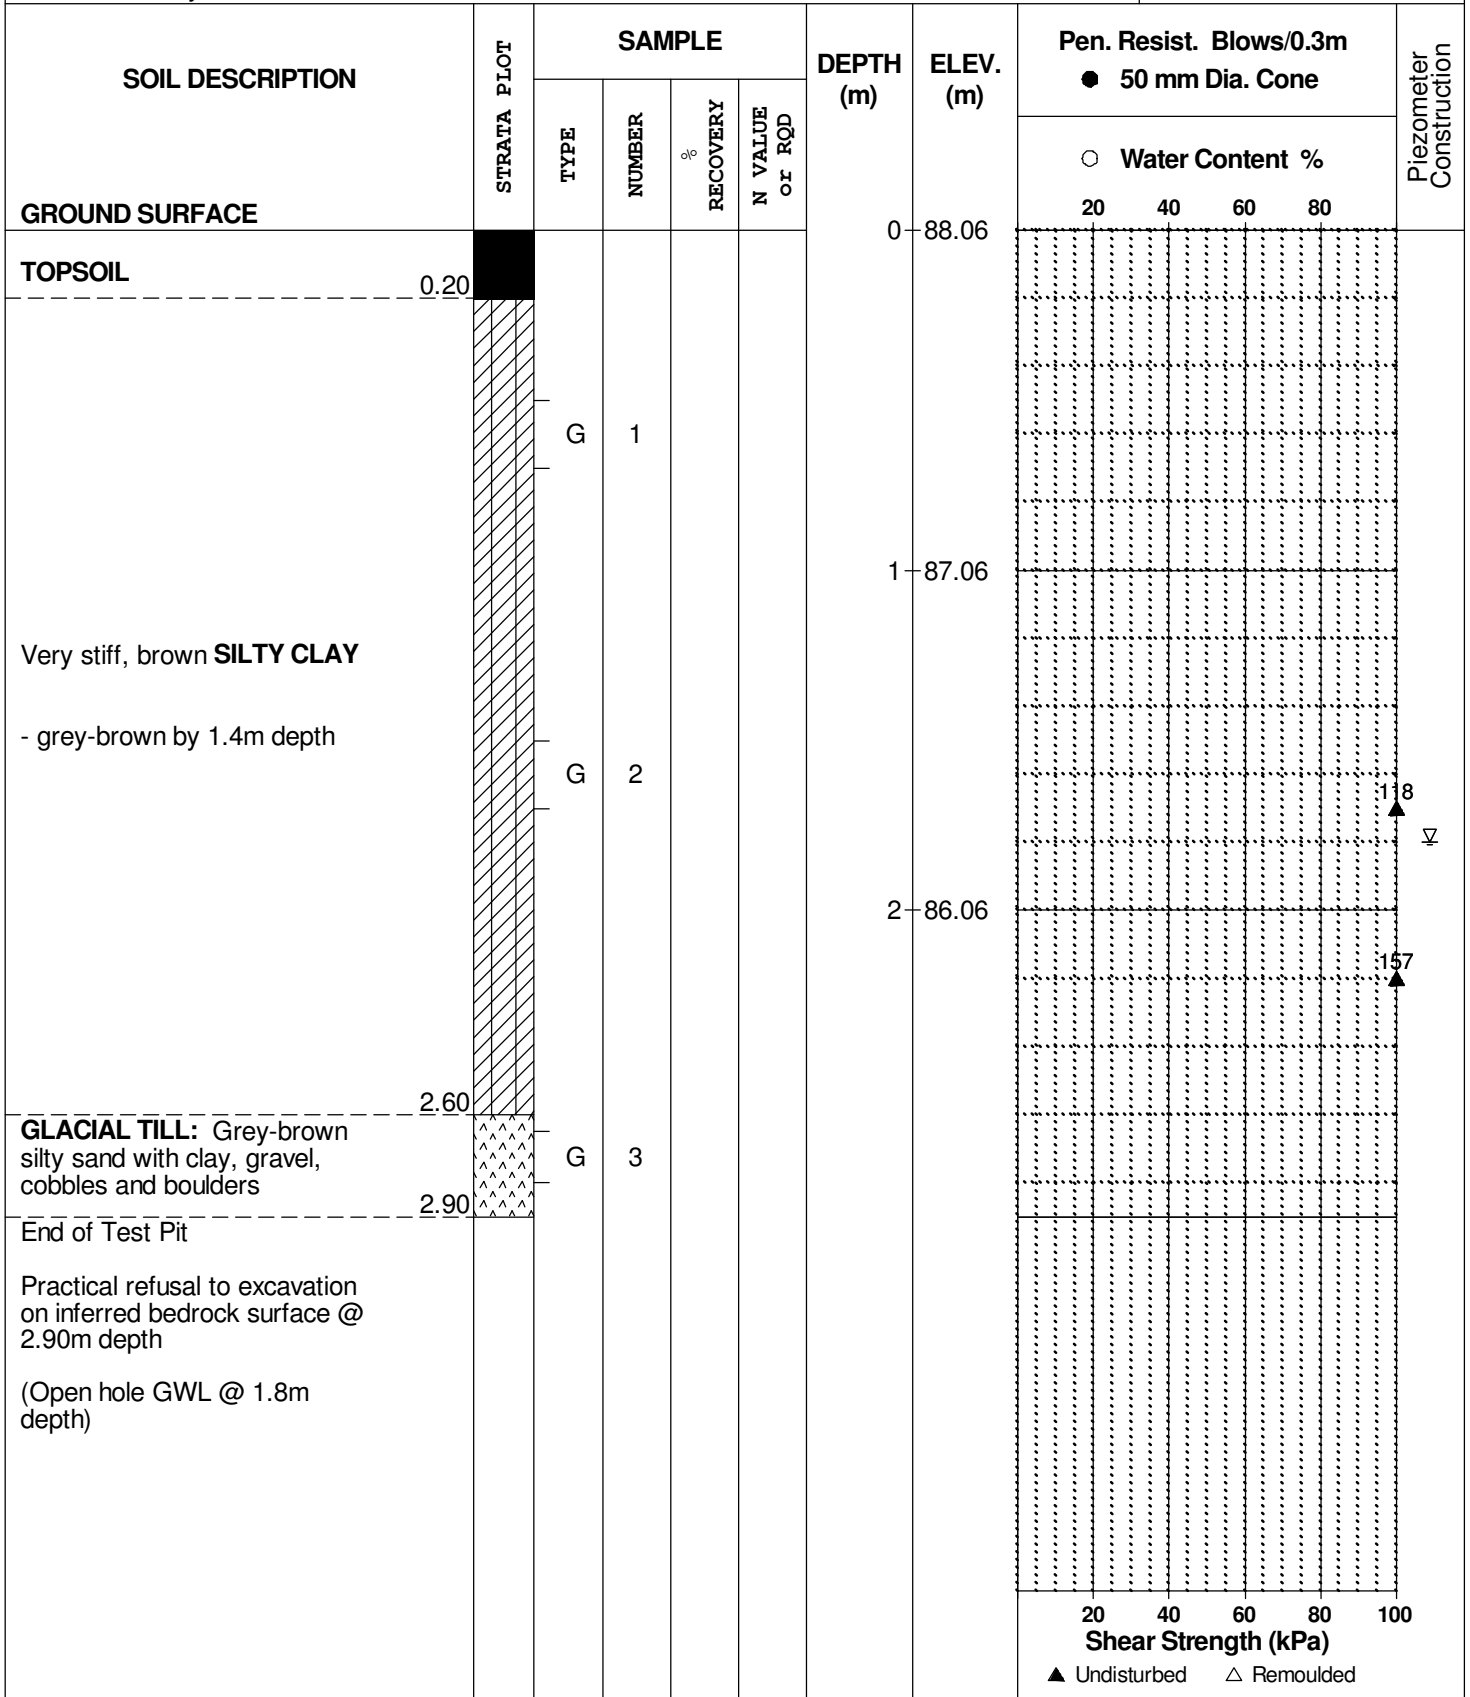 SOIL DESCRIPTION
STRATA PLOT
SAMPLE
TYPE
NUMBER
%
RECOVERY
N VALUE
or RQD
DEPTH
(m)
ELEV.
(m)
Pen. Resist. Blows/0.3m
● 50 mm Dia. Cone
○ Water Content %
20 40 60 80
Piezometer
Construction
GROUND SURFACE
0 88.06
TOPSOIL
0.20
G 1
1 87.06
Very stiff, brown SILTY CLAY
- grey-brown by 1.4m depth
G 2
118
2 86.06
157
2.60
GLACIAL TILL: Grey-brown
silty sand with clay, gravel,
cobbles and boulders
G 3
2.90
End of Test Pit
Practical refusal to excavation
on inferred bedrock surface @
2.90m depth
(Open hole GWL @ 1.8m
depth)
20 40 60 80 100
Shear Strength (kPa)
▲ Undisturbed △ Remoulded